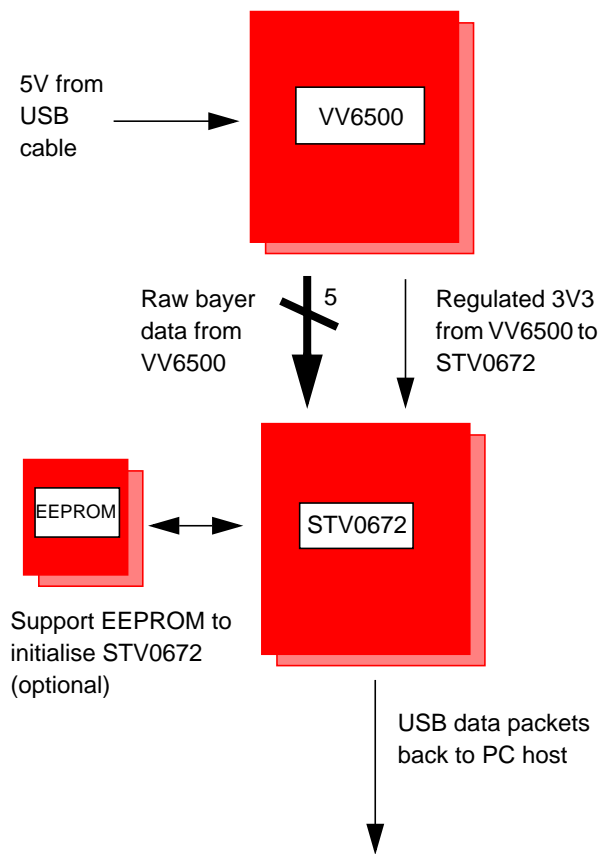 5V from
USB
cable
VV6500
Raw bayer
data from
VV6500
5
Regulated 3V3
from VV6500 to
STV0672
EEPROM
STV0672
Support EEPROM to
initialise STV0672
(optional)
USB data packets
back to PC host